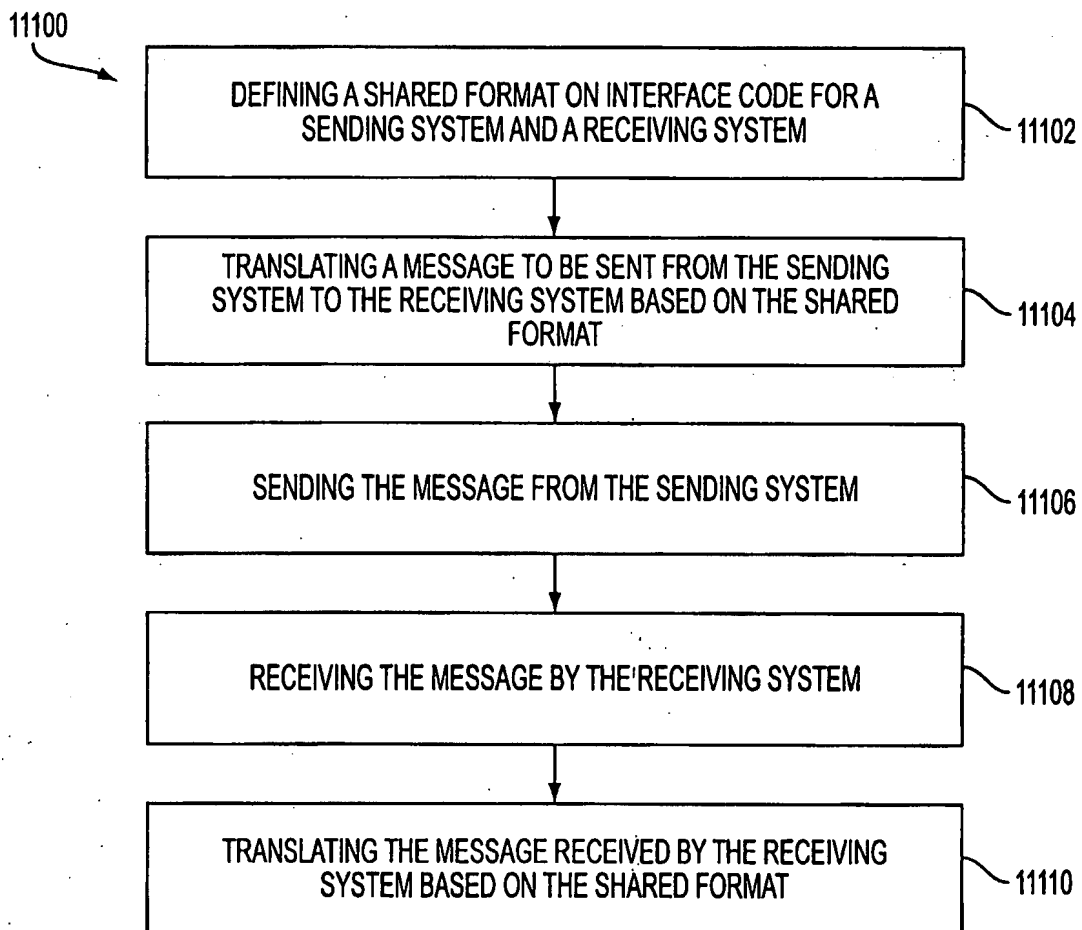 11100
DEFINING A SHARED FORMAT ON INTERFACE CODE FOR A
SENDING SYSTEM AND A RECEIVING SYSTEM
11102
TRANSLATING A MESSAGE TO BE SENT FROM THE SENDING
SYSTEM TO THE RECEIVING SYSTEM BASED ON THE SHARED
FORMAT
11104
SENDING THE MESSAGE FROM THE SENDING SYSTEM
11106
RECEIVING THE MESSAGE BY THE RECEIVING SYSTEM
11108
TRANSLATING THE MESSAGE RECEIVED BY THE RECEIVING
SYSTEM BASED ON THE SHARED FORMAT
11110